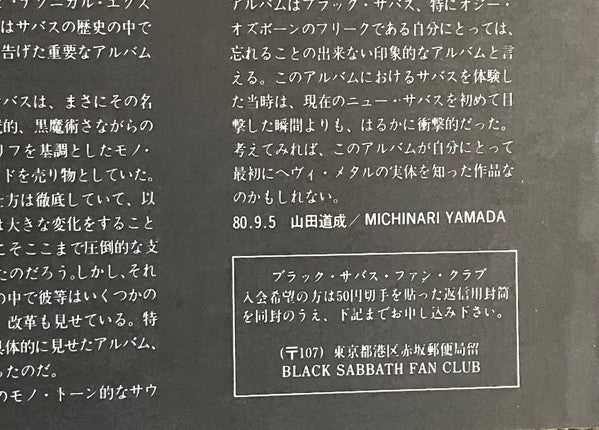 ・テクニカル・エクス
はサバスの歴史の中で
告げた重要なアルバム
バスは、まさにその名
的、黒魔術さながらの
リフを基調としたモノ・
ドを売り物としていた。
方は徹底していて、以
は大きな変化をすること
こそここまで圧倒的な支
たのだろう。しかし、それ
の中で彼等はいくつかの
改革も見せている。特
具体的に見せたアルバム、
ったのだ。
のモノ・トーン的なサウ
アルバムはブラック・サバス、特にオジー・
オズボーンのフリークである自分にとっては、
忘れることの出来ない印象的なアルバムと言
える。このアルバムにおけるサバスを体験し
た当時は、現在のニュー・サバスを初めて目
撃した瞬間よりも、はるかに衝撃的だった。
考えてみれば、このアルバムが自分にとって
最初にヘヴィ・メタルの実体を知った作品な
のかもしれない。
80.9.5 山田道成／MICHINARI YAMADA
ブラック・サバス・ファン・クラブ
入会希望の方は50円切手を貼った返信用封筒
を同封のうえ、下記までお申し込み下さい。
(〒107) 東京都港区赤坂郵便局留
BLACK SABBATH FAN CLUB